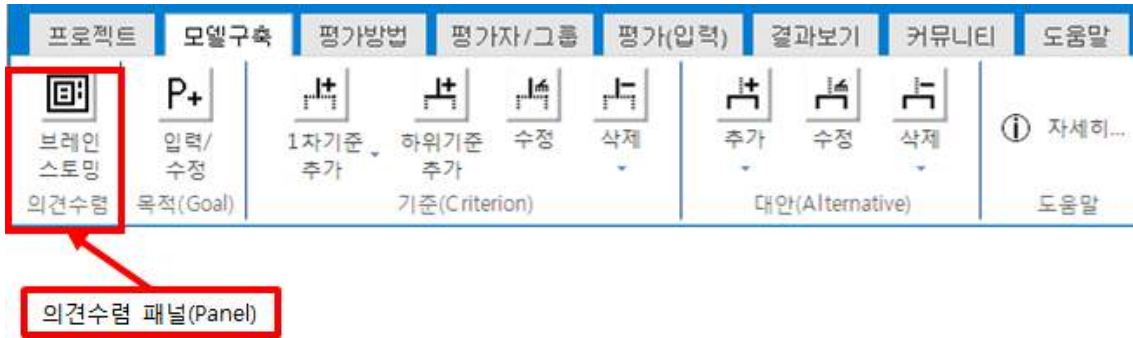 프로젝트 모델구축 평가방법 평가자/그룹 평가(입력) 결과보기 커뮤니티 도움말
P+
브레인 입력/ 1차기준 하위기준 수정 삭제 추가 수정 삭제 자세히...
스토밍 수정 추가 추가
의견수렴 목적(Goal) 기준(Criterion) 대안(Alternative) 도움말
의견수렴 패널(Panel)